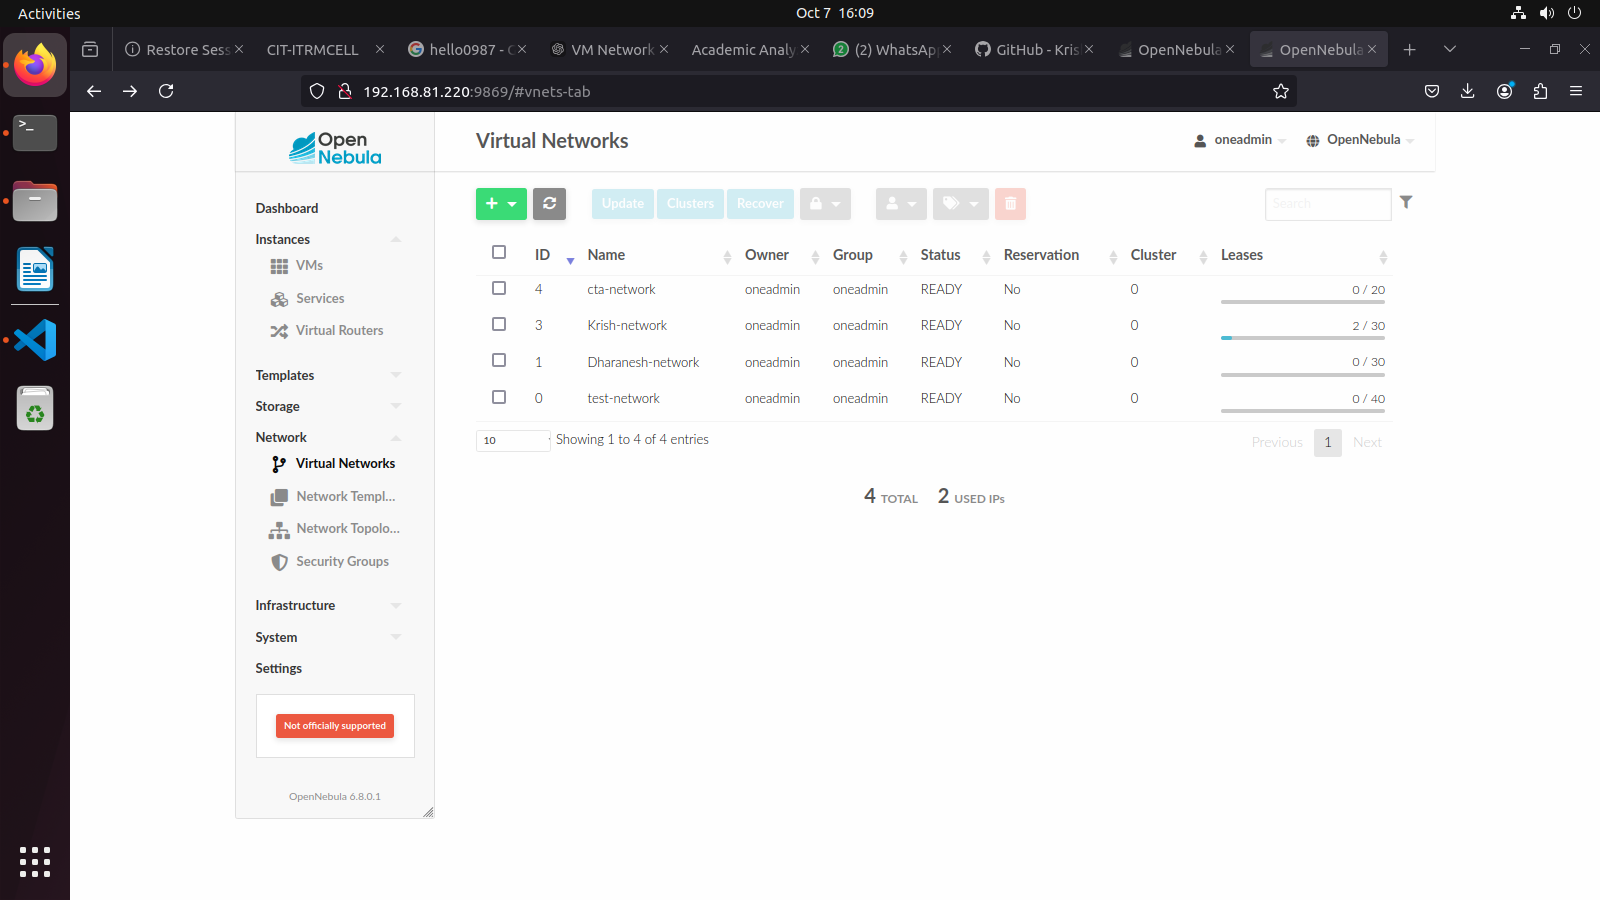 Activities
Oct 7 16:09
Restore Sess
CIT-ITRMCELL
hello0987 - G
VM Network
Academic Analy
(2) WhatsApp
GitHub - Kris
OpenNebula
OpenNebula
192.168.81.220:9869/#vnets-tab
Open
Nebula
Virtual Networks
oneadmin
OpenNebula
Dashboard
Instances
VMs
Services
Virtual Routers
Templates
Storage
Network
Virtual Networks
Network Templ...
Network Topolo...
Security Groups
Infrastructure
System
Settings
Not officially supported
OpenNebula 6.8.0.1
Update Clusters Recover
Search
ID Name Owner Group Status Reservation Cluster Leases
4 cta-network oneadmin oneadmin READY No 0 0 / 20
3 Krish-network oneadmin oneadmin READY No 0 2 / 30
1 Dharanesh-network oneadmin oneadmin READY No 0 0 / 30
0 test-network oneadmin oneadmin READY No 0 0 / 40
10 Showing 1 to 4 of 4 entries
Previous 1 Next
4 TOTAL 2 USED IPs